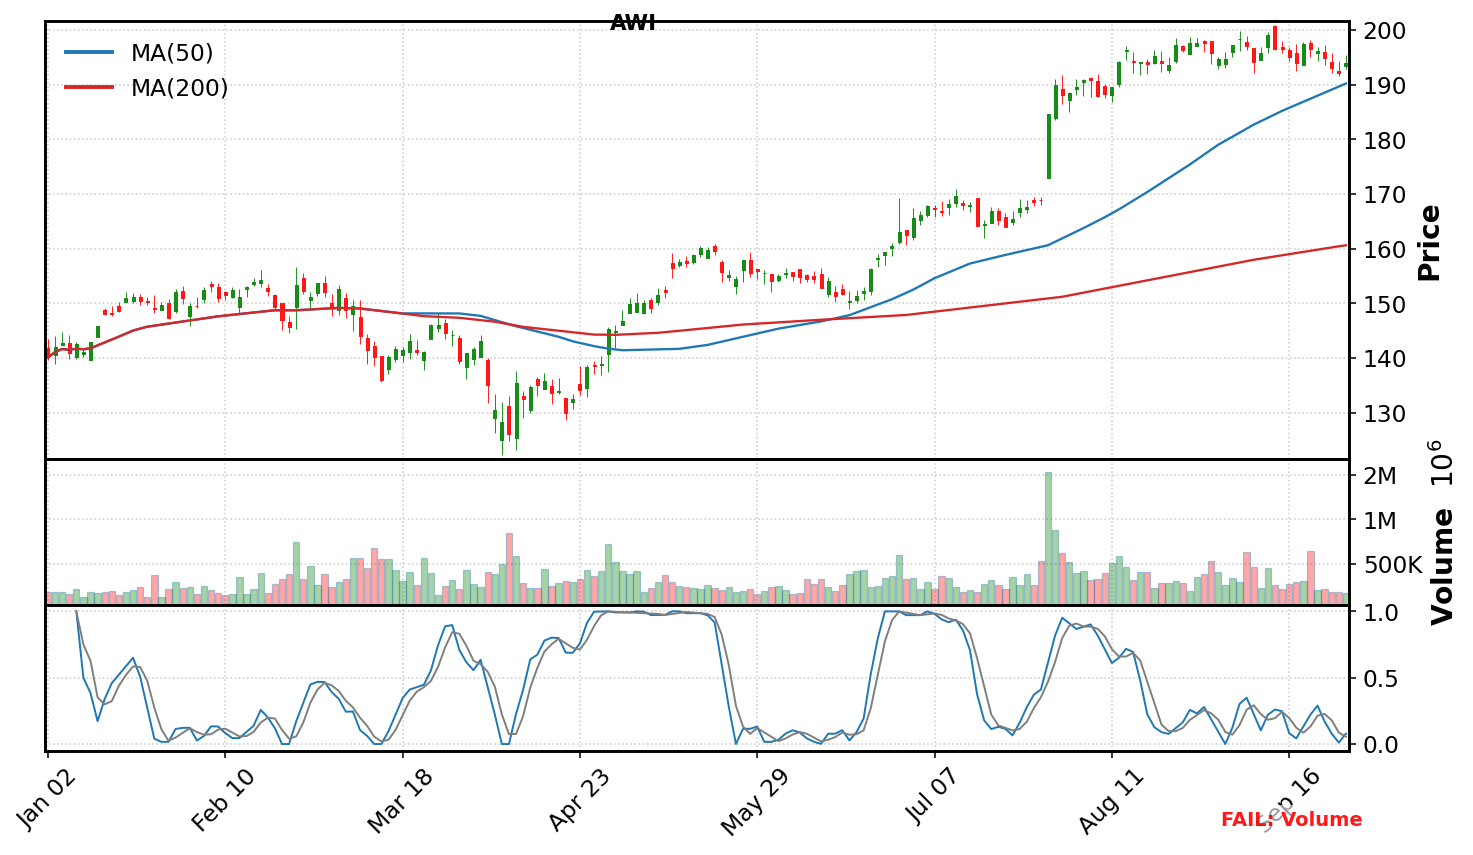 AWI
MA(50)
MA(200)
200
190
180
170
160
150
140
130
Price
2M
1M
500K
Volume 10^6
1.0
0.5
0.0
Jan 02
Feb 10
Mar 18
Apr 23
May 29
Jul 07
Aug 11
Sep 16
FAIL: Volume